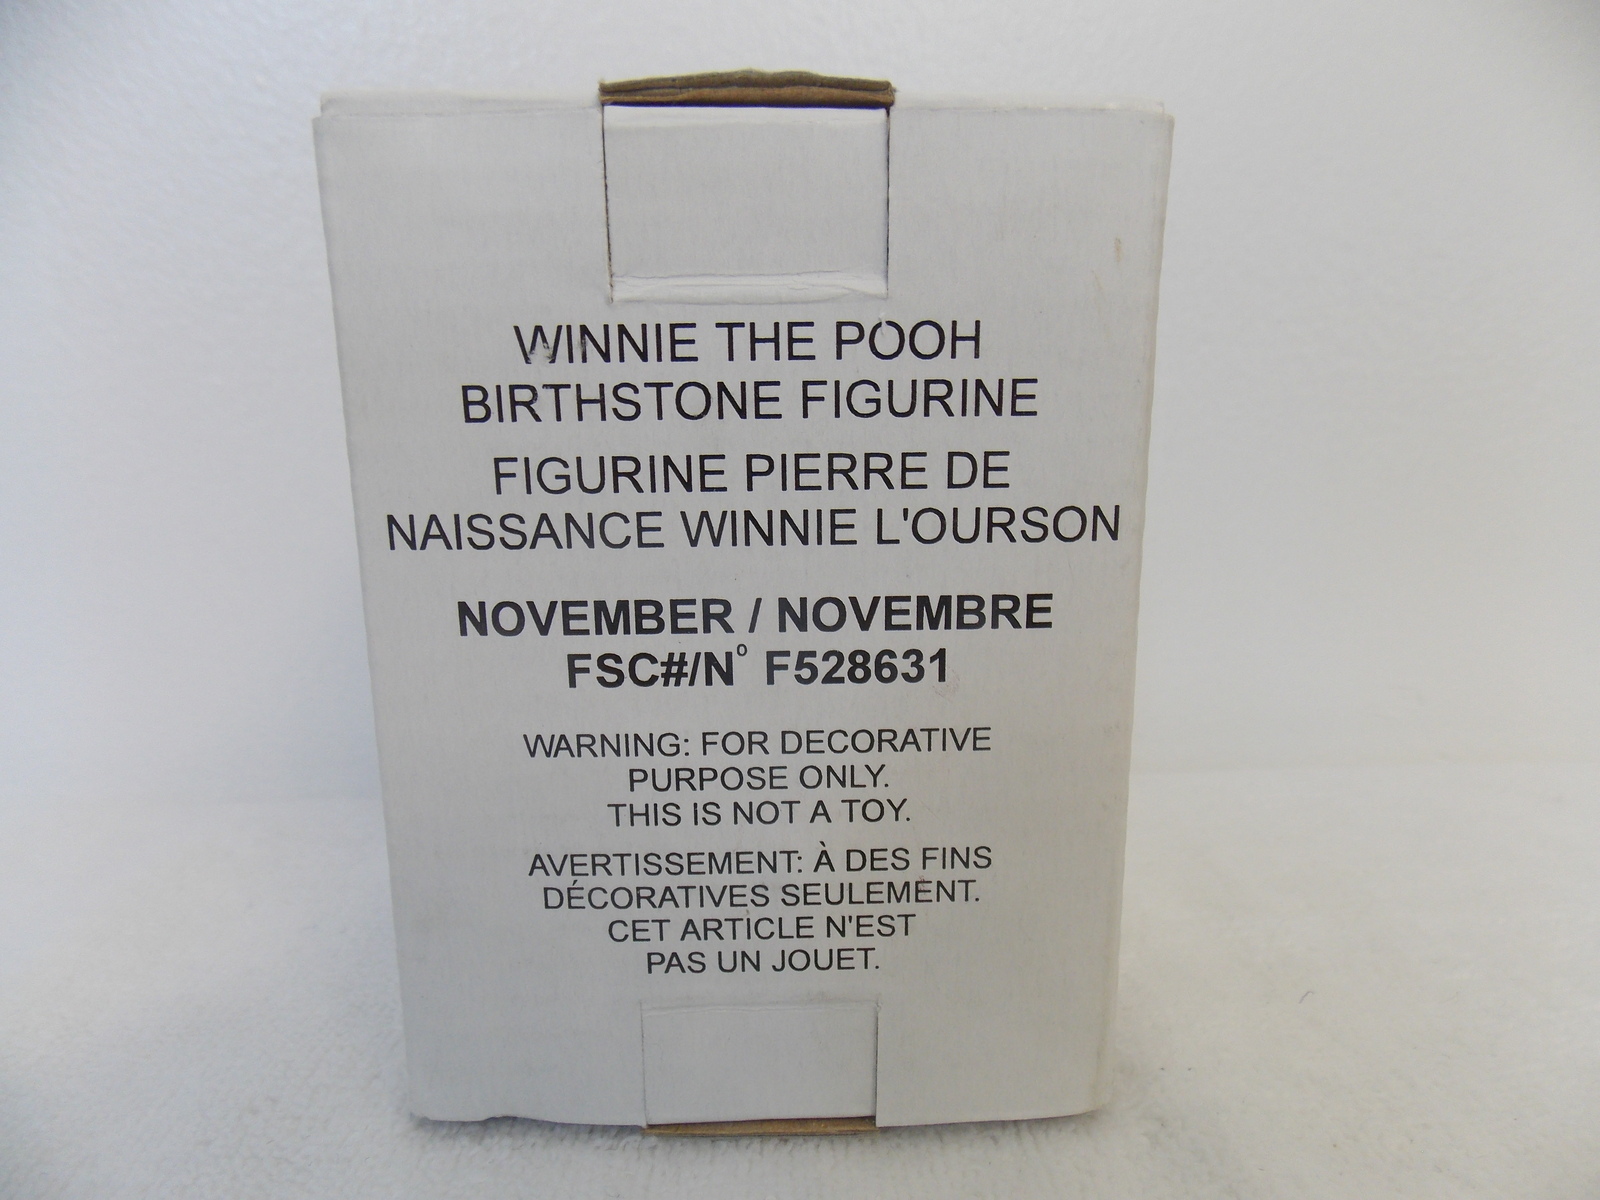 WINNIE THE POOH
BIRTHSTONE FIGURINE
FIGURINE PIERRE DE
NAISSANCE WINNIE L'OURSON
NOVEMBER / NOVEMBRE
FSC#/Nº F528631
WARNING: FOR DECORATIVE
PURPOSE ONLY.
THIS IS NOT A TOY.
AVERTISSEMENT: À DES FINS
DÉCORATIVES SEULEMENT.
CET ARTICLE N'EST
PAS UN JOUET.